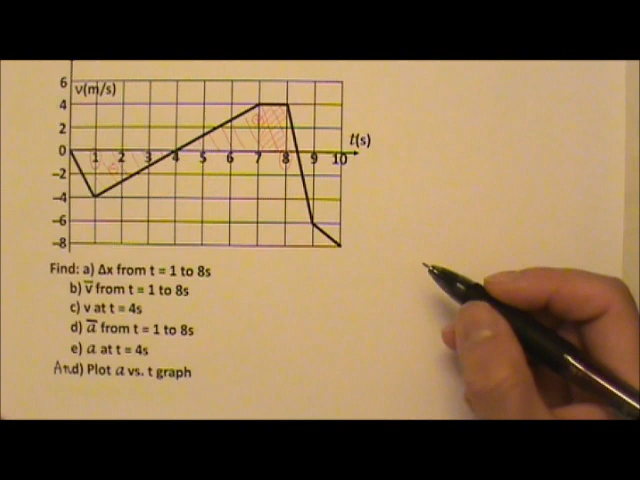 6
v(m/s)
4
2
t(s)
0
1 2 3 4 5 6 7 8 9 10
−2
−4
−6
−8
Find: a) Δx from t = 1 to 8s
b) v̅ from t = 1 to 8s
c) v at t = 4s
d) a̅ from t = 1 to 8s
e) a at t = 4s
And) Plot a vs. t graph